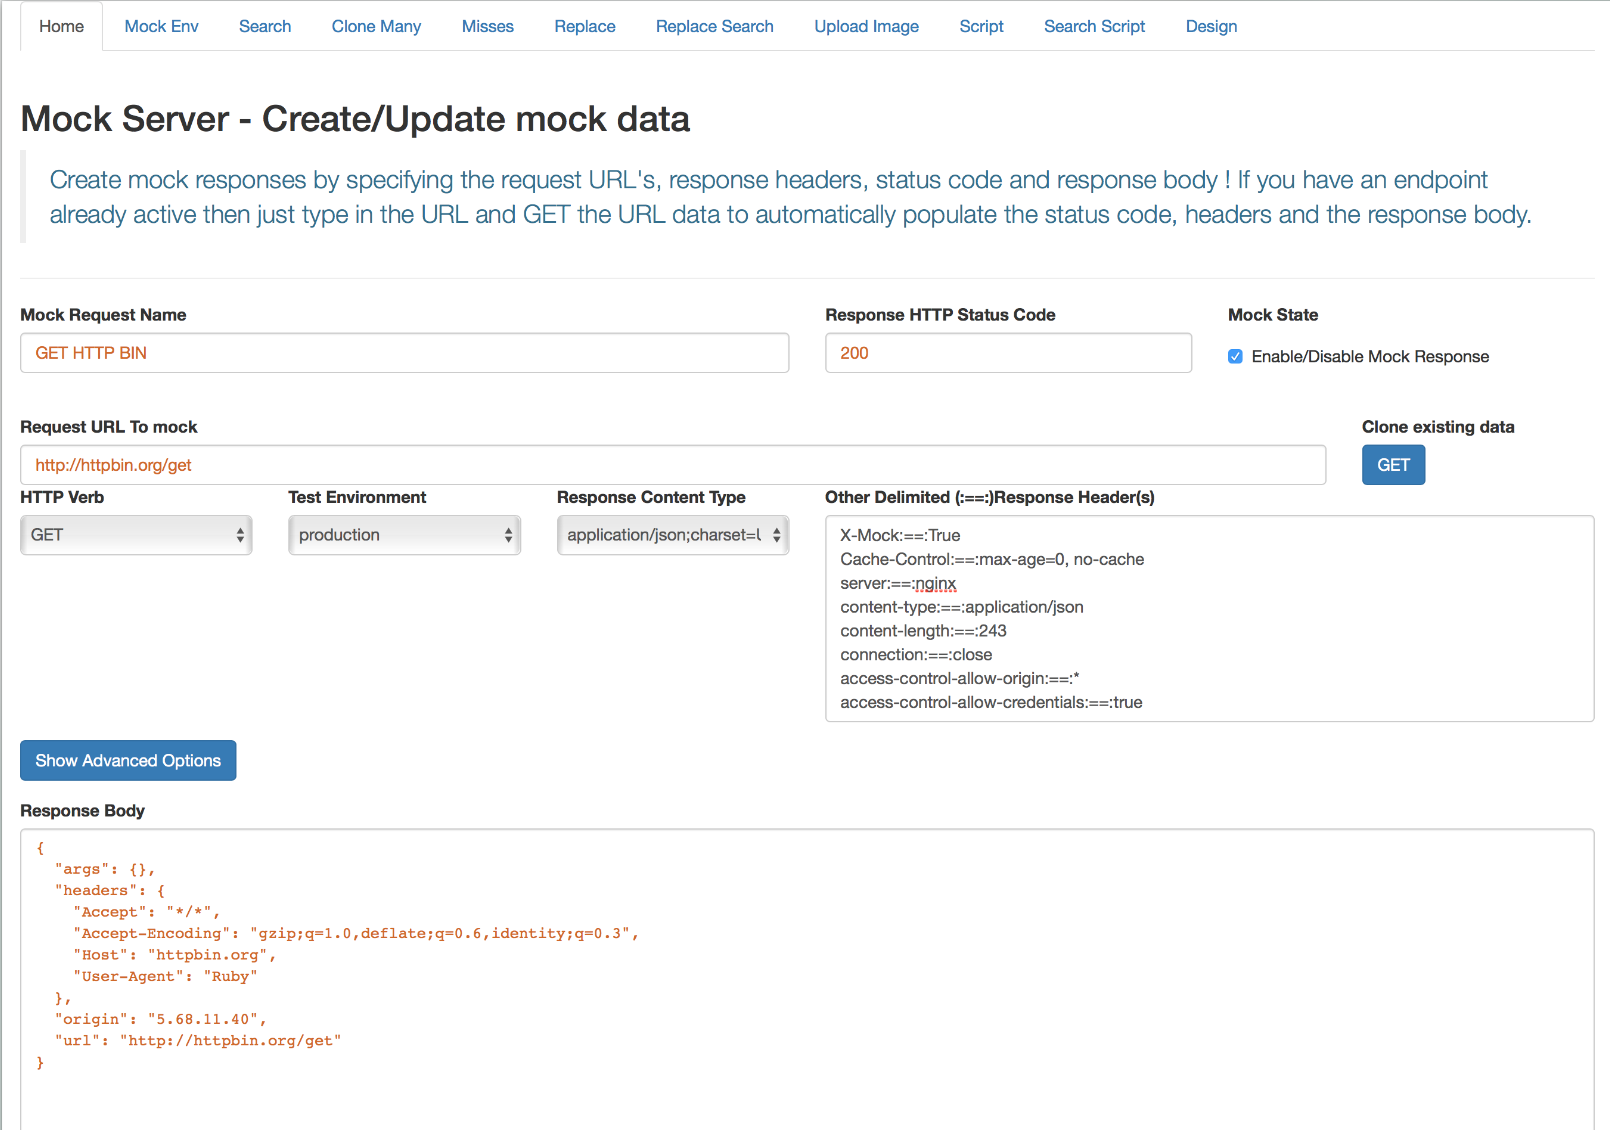 Home Mock Env Search Clone Many Misses Replace Replace Search Upload Image Script Search Script Design
Mock Server - Create/Update mock data
Create mock responses by specifying the request URL's, response headers, status code and response body ! If you have an endpoint
already active then just type in the URL and GET the URL data to automatically populate the status code, headers and the response body.
Mock Request Name Response HTTP Status Code Mock State
GET HTTP BIN 200 Enable/Disable Mock Response
Request URL To mock Clone existing data
http://httpbin.org/get GET
HTTP Verb Test Environment Response Content Type Other Delimited (:==:)Response Header(s)
GET production application/json;charset=
X-Mock:==:True
Cache-Control:==:max-age=0, no-cache
server:==:nginx
content-type:==:application/json
content-length:==:243
connection:==:close
access-control-allow-origin:==:*
access-control-allow-credentials:==:true
Show Advanced Options
Response Body
{
  "args": {},
  "headers": {
    "Accept": "*/*",
    "Accept-Encoding": "gzip;q=1.0,deflate;q=0.6,identity;q=0.3",
    "Host": "httpbin.org",
    "User-Agent": "Ruby"
  },
  "origin": "5.68.11.40",
  "url": "http://httpbin.org/get"
}